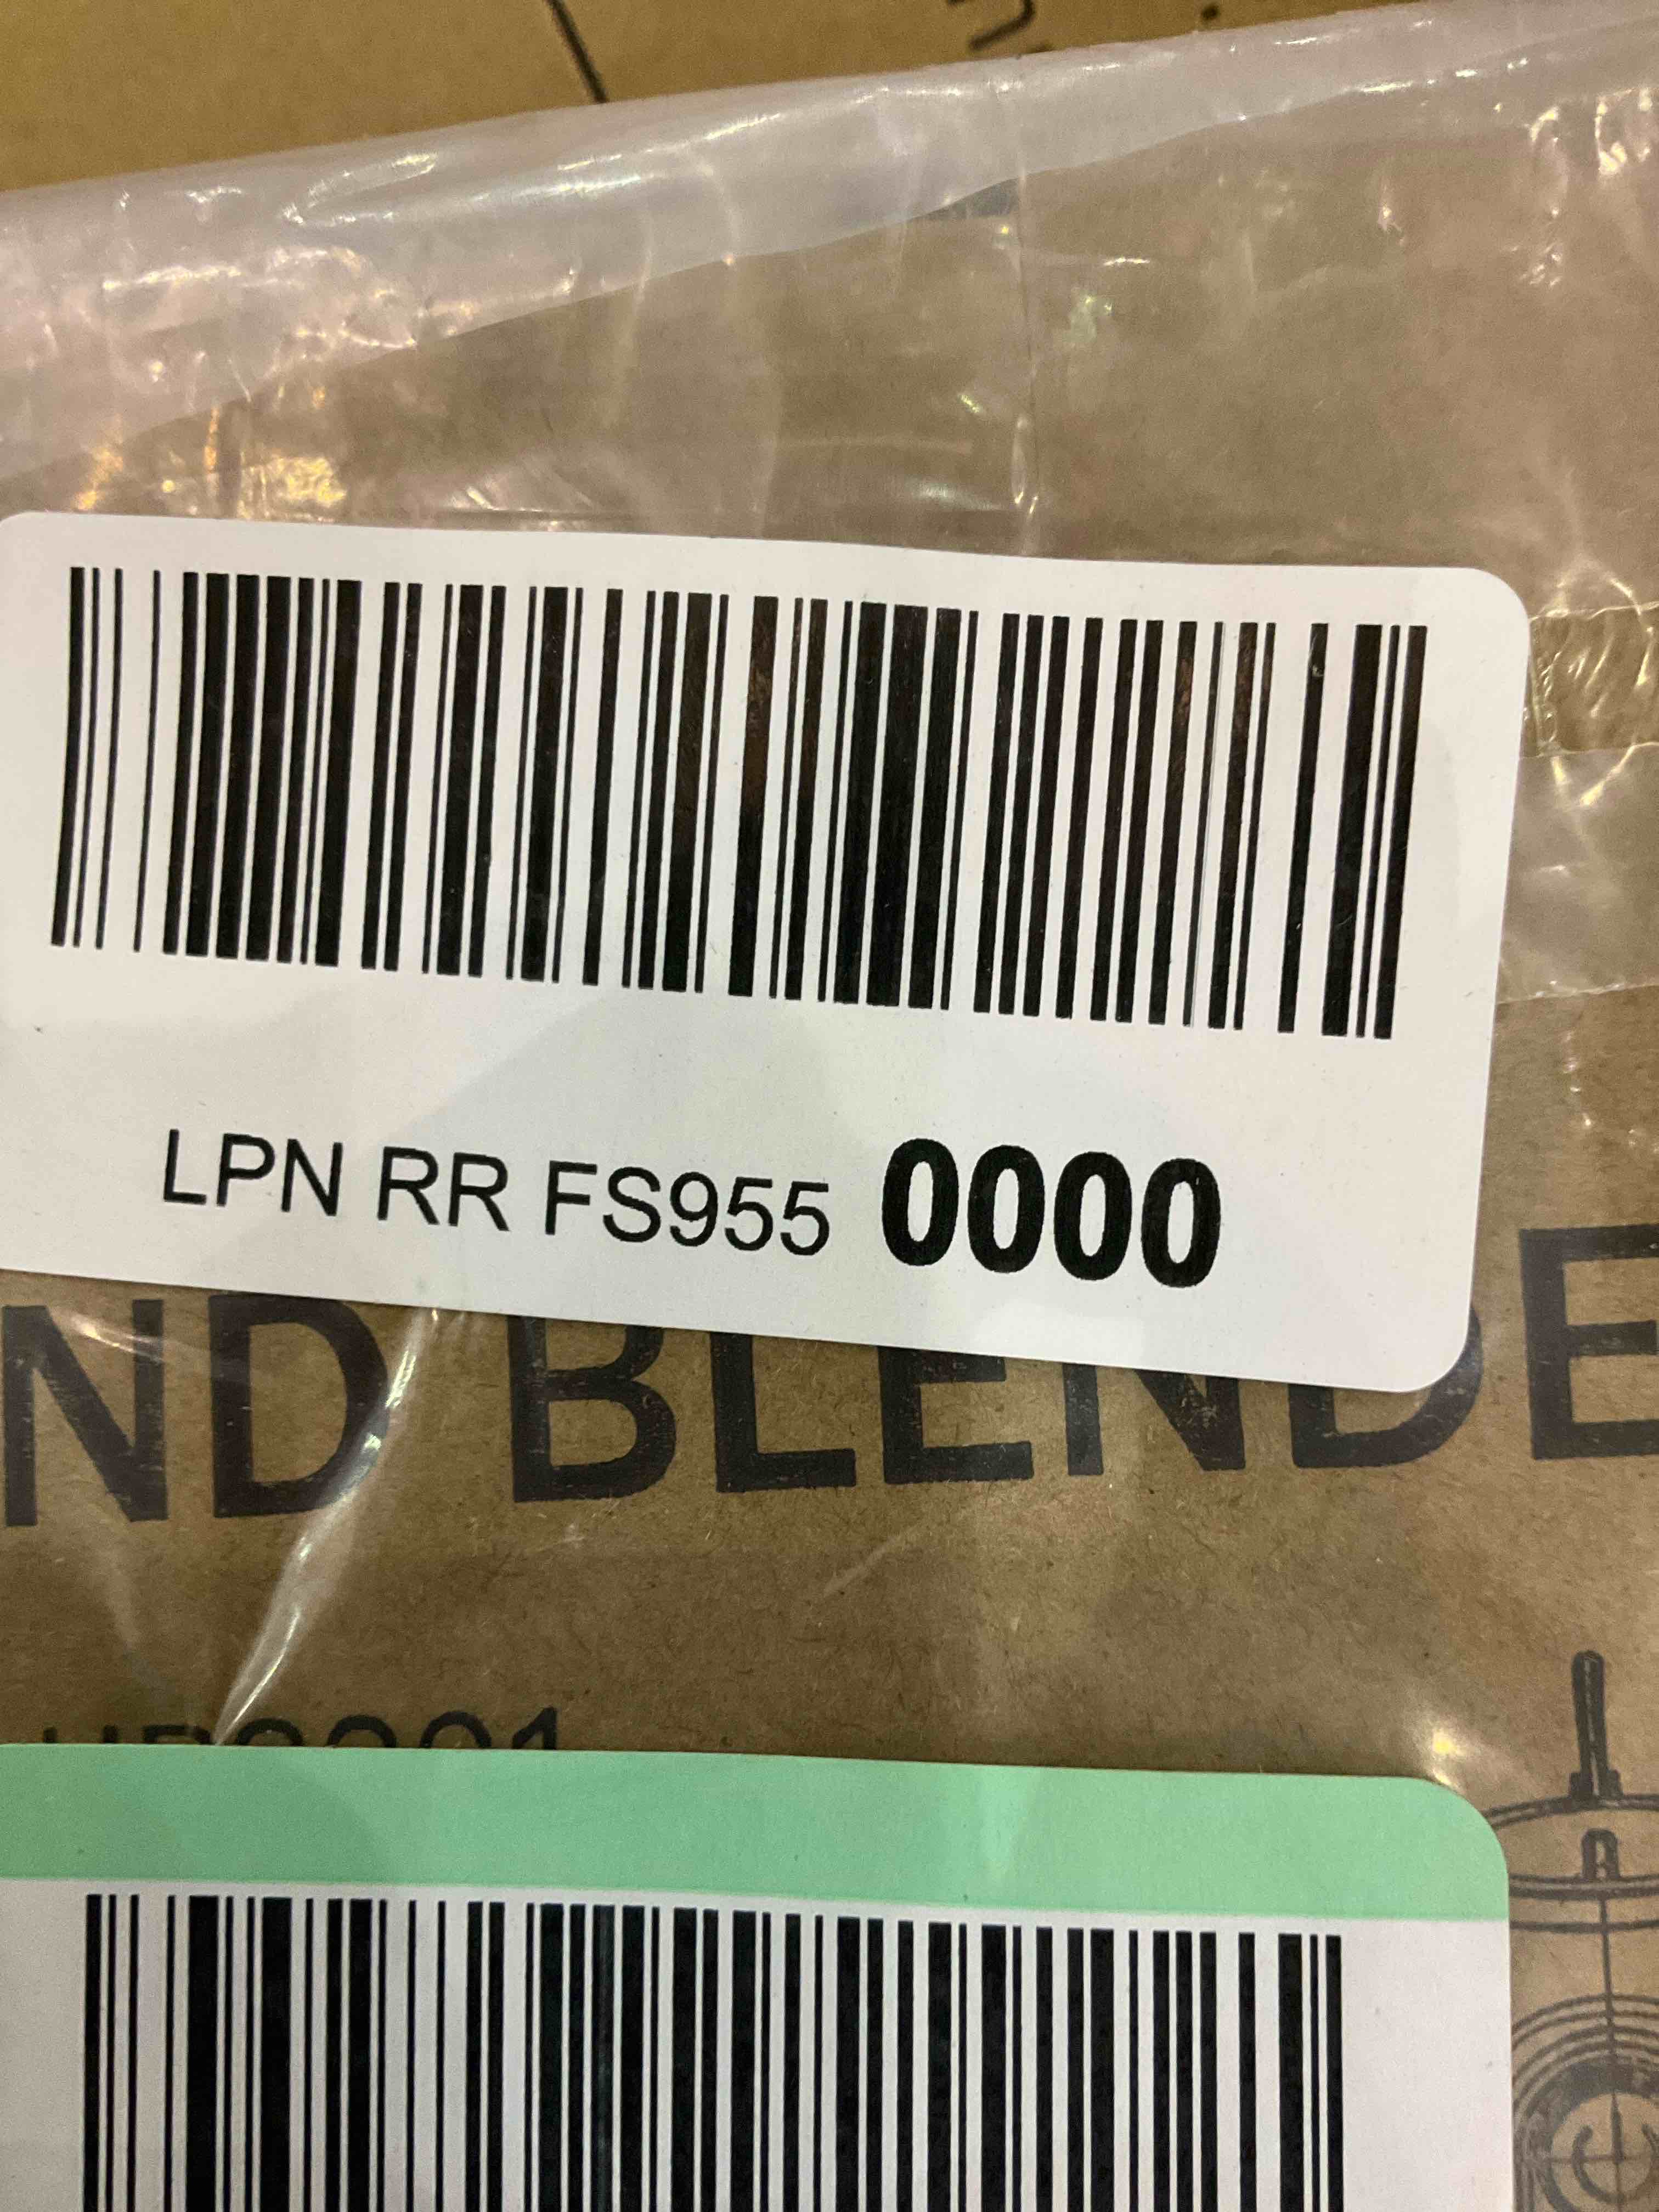 LPN RR FS955 0000
ND BLENDE